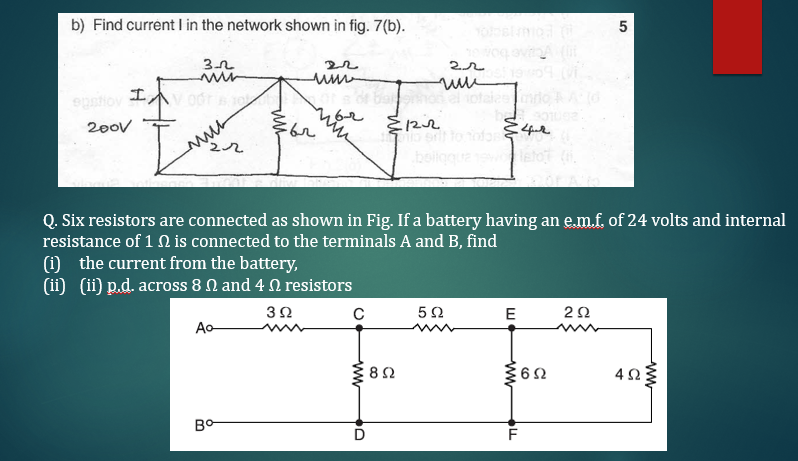 b) Find current I in the network shown in fig. 7(b).
5
3Ω
2Ω
2Ω
I
200V
2Ω
6Ω
6Ω
12Ω
4Ω
Q. Six resistors are connected as shown in Fig. If a battery having an e.m.f. of 24 volts and internal
resistance of 1 Ω is connected to the terminals A and B, find
(i) the current from the battery,
(ii) (ii) p.d. across 8 Ω and 4 Ω resistors
3 Ω
C
5 Ω
E
2 Ω
A
8 Ω
6 Ω
4 Ω
B
D
F